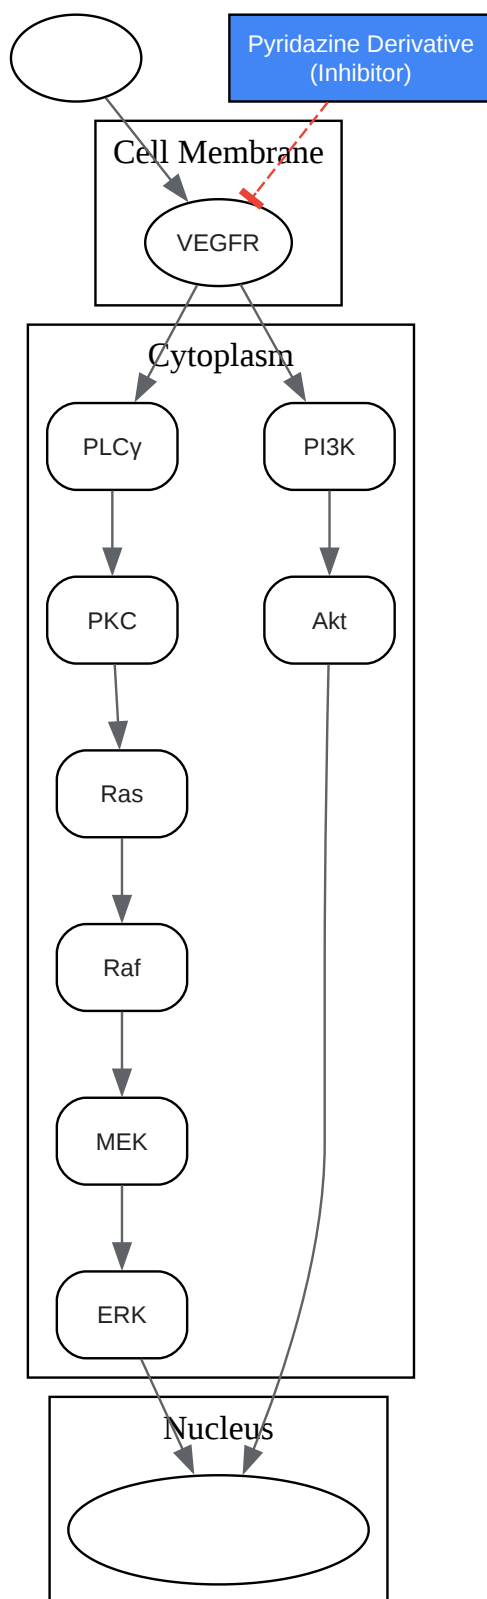 Pyridazine Derivative
(Inhibitor)
Cell Membrane
VEGFR
Cytoplasm
PLCγ
PI3K
PKC
Akt
Ras
Raf
MEK
ERK
Nucleus